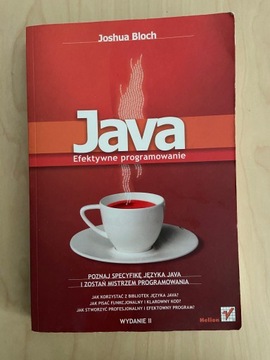 Joshua Bloch
Java
Efektywne programowanie
POZNAJ SPECYFIKĘ JĘZYKA JAVA
I ZOSTAŃ MISTRZEM PROGRAMOWANIA
JAK KORZYSTAĆ Z BIBLIOTEK JĘZYKA JAVA?
JAK PISAĆ FUNKCJONALNY I KLAROWNY KOD?
JAK STWORZYĆ PROFESJONALNY I EFEKTOWNY PROGRAM?
WYDANIE II
Helion